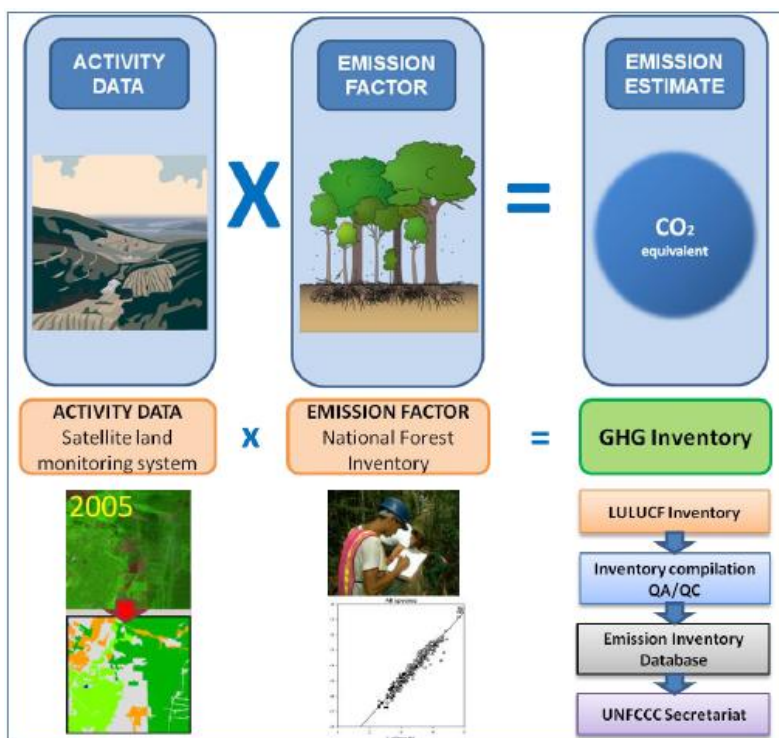 ACTIVITY
DATA
EMISSION
FACTOR
EMISSION
ESTIMATE
X
=
CO₂
equivalent
ACTIVITY DATA
Satellite land
monitoring system
x
EMISSION FACTOR
National Forest
Inventory
=
GHG Inventory
2005
LULUCF Inventory
Inventory compilation
QA/QC
Emission Inventory
Database
UNFCCC Secretariat